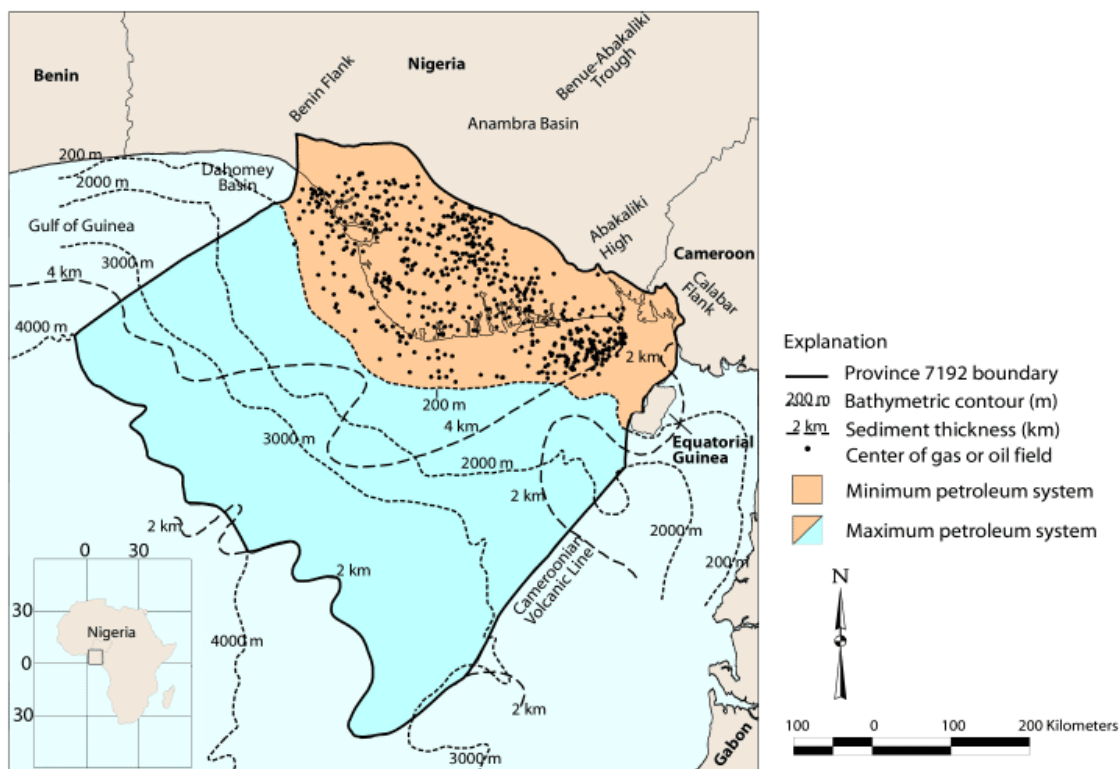 Benin
Nigeria
Benue-Abakaliki
Trough
Benin Flank
Anambra Basin
200 m
Dahomey
Basin
2000 m
Gulf of Guinea
3000 m
4 km
4000 m
Abakaliki
High
Cameroon
Calabar
Flank
2 km
200 m
4 km
3000 m
2000 m
Equatorial
Guinea
2 km
2000 m
200 m
2 km
2 km
Cameroonian
Volcanic Line
4000 m
2 km
3000 m
Gabon
0 30
30
Nigeria
0
30
Explanation
Province 7192 boundary
200 m Bathymetric contour (m)
2 km Sediment thickness (km)
Center of gas or oil field
Minimum petroleum system
Maximum petroleum system
N
100 0 100 200 Kilometers